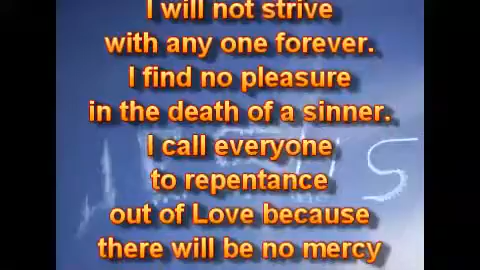 I will not strive
with any one forever.
I find no pleasure
in the death of a sinner.
I call everyone
to repentance
out of Love because
there will be no mercy